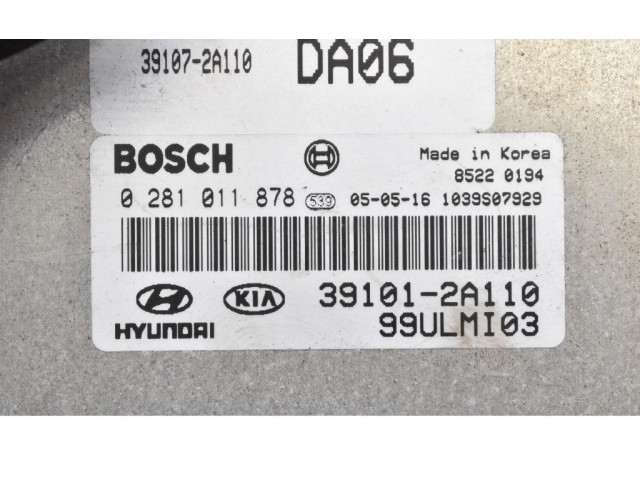 39107-2A110 DA06
BOSCH Made in Korea
8522 0194
0 281 011 878 539 05-05-16 1039S07929
HYUNDAI KIA 39101-2A110
99ULMI03